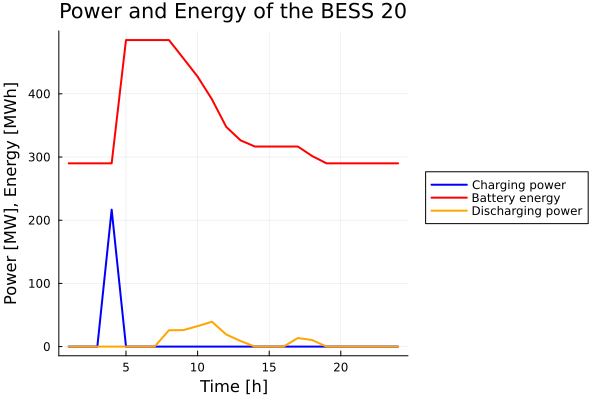 Power and Energy of the BESS 20
Power [MW], Energy [MWh]
400
300
200
100
0
5
10
15
20
Time [h]
Charging power
Battery energy
Discharging power